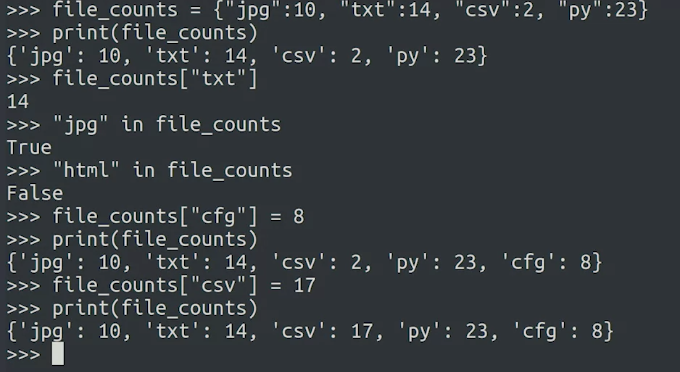 >>> file_counts = {"jpg":10, "txt":14, "csv":2, "py":23}
>>> print(file_counts)
{'jpg': 10, 'txt': 14, 'csv': 2, 'py': 23}
>>> file_counts["txt"]
14
>>> "jpg" in file_counts
True
>>> "html" in file_counts
False
>>> file_counts["cfg"] = 8
>>> print(file_counts)
{'jpg': 10, 'txt': 14, 'csv': 2, 'py': 23, 'cfg': 8}
>>> file_counts["csv"] = 17
>>> print(file_counts)
{'jpg': 10, 'txt': 14, 'csv': 17, 'py': 23, 'cfg': 8}
>>>